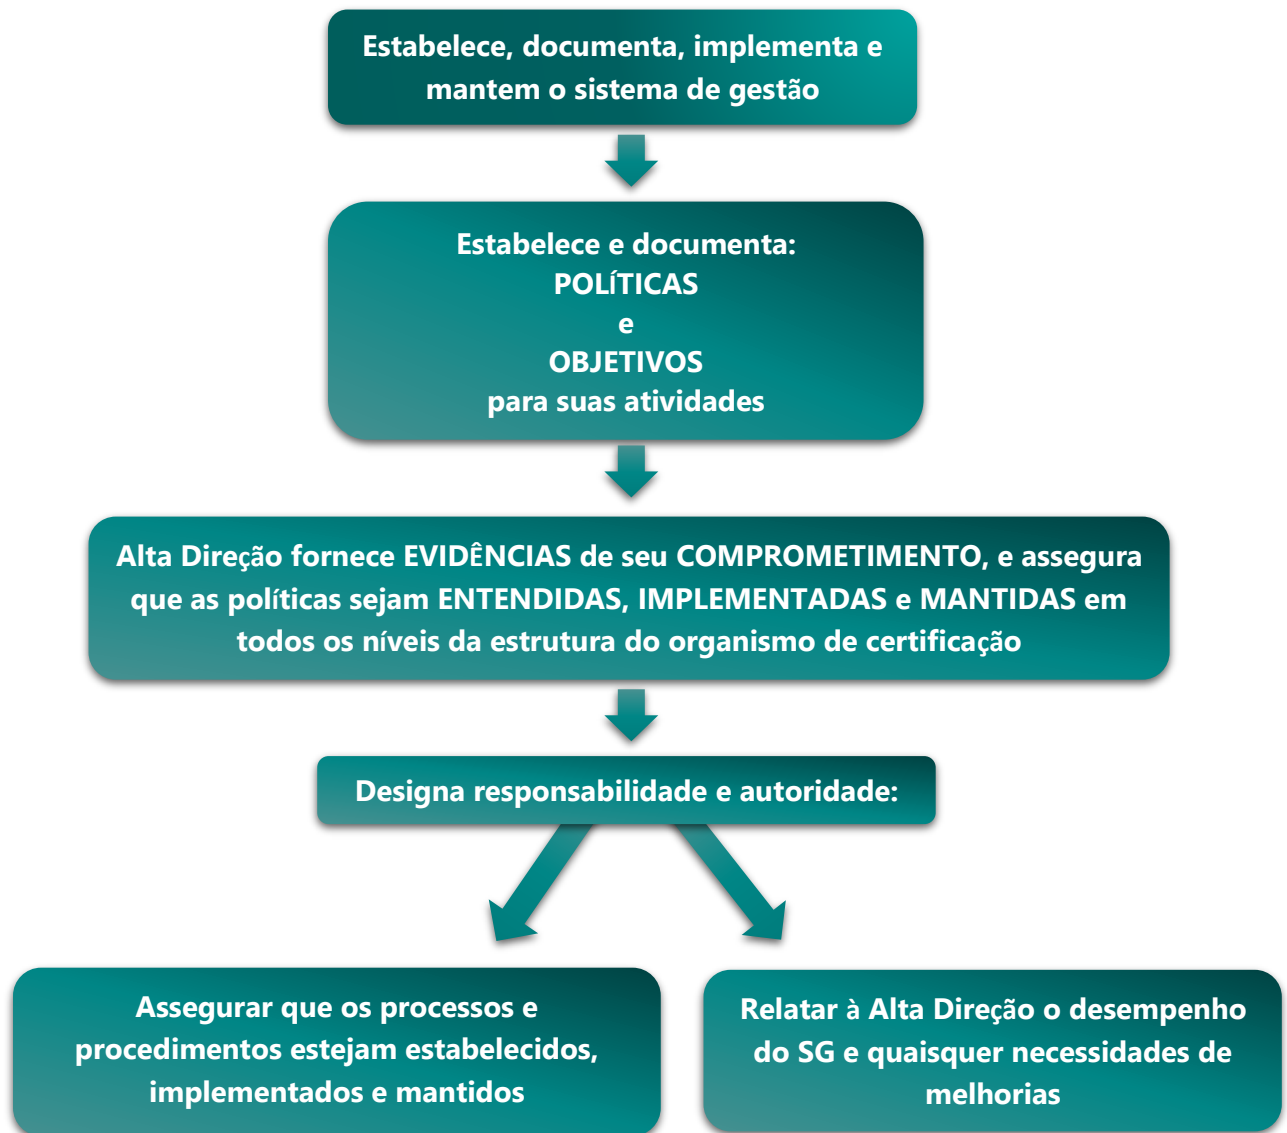 Estabelece, documenta, implementa e
mantem o sistema de gestão
Estabelece e documenta:
POLÍTICAS
e
OBJETIVOS
para suas atividades
Alta Direção fornece EVIDÊNCIAS de seu COMPROMETIMENTO, e assegura
que as políticas sejam ENTENDIDAS, IMPLEMENTADAS e MANTIDAS em
todos os níveis da estrutura do organismo de certificação
Designa responsabilidade e autoridade:
Assegurar que os processos e
procedimentos estejam estabelecidos,
implementados e mantidos
Relatar à Alta Direção o desempenho
do SG e quaisquer necessidades de
melhorias